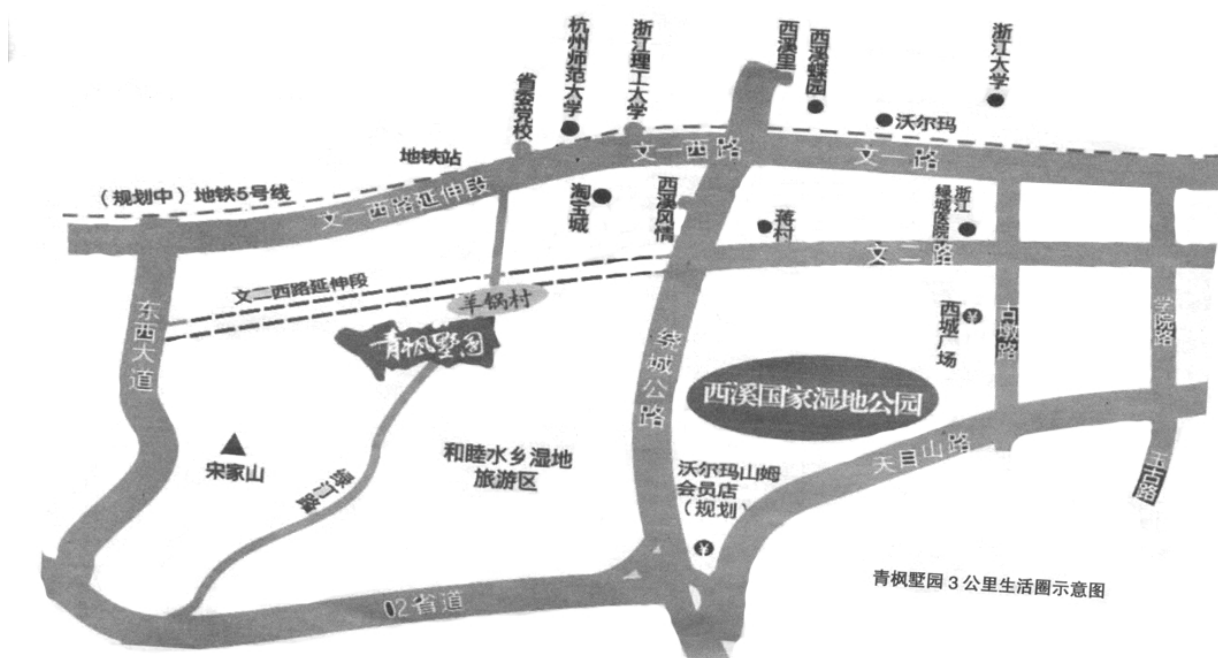 杭州师范大学
浙江理工大学
西溪里
西溪蝶园
浙江大学
省委党校
沃尔玛
地铁站
文一西路
文一路
(规划中)地铁5号线
文一西路延伸段
淘宝城
西溪风情
蒋村
浙江
绿城医院
文二路
文二西路延伸段
羊锅村
东西大道
青枫墅园
绕城公路
西城广场
古墩路
学院路
西溪国家湿地公园
宋家山
绿汀路
和睦水乡湿地
旅游区
沃尔玛山姆
会员店
(规划)
天目山路
玉古路
02省道
青枫墅园3公里生活圈示意图